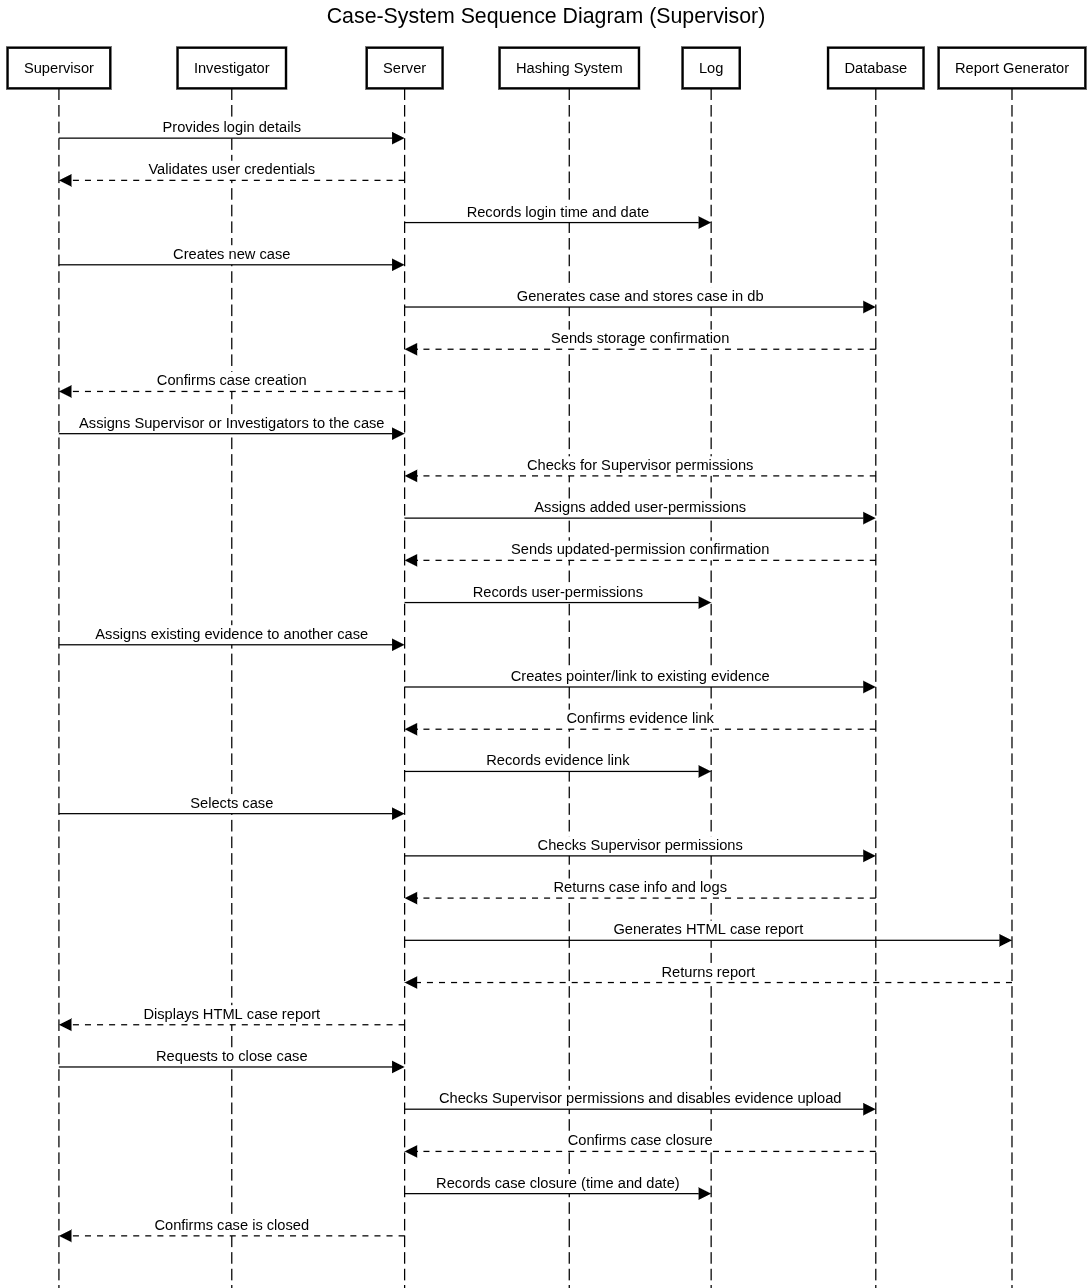 Case-System Sequence Diagram (Supervisor)
Supervisor
Investigator
Server
Hashing System
Log
Database
Report Generator
Provides login details
Validates user credentials
Records login time and date
Creates new case
Generates case and stores case in db
Sends storage confirmation
Confirms case creation
Assigns Supervisor or Investigators to the case
Checks for Supervisor permissions
Assigns added user-permissions
Sends updated-permission confirmation
Records user-permissions
Assigns existing evidence to another case
Creates pointer/link to existing evidence
Confirms evidence link
Records evidence link
Selects case
Checks Supervisor permissions
Returns case info and logs
Generates HTML case report
Returns report
Displays HTML case report
Requests to close case
Checks Supervisor permissions and disables evidence upload
Confirms case closure
Records case closure (time and date)
Confirms case is closed